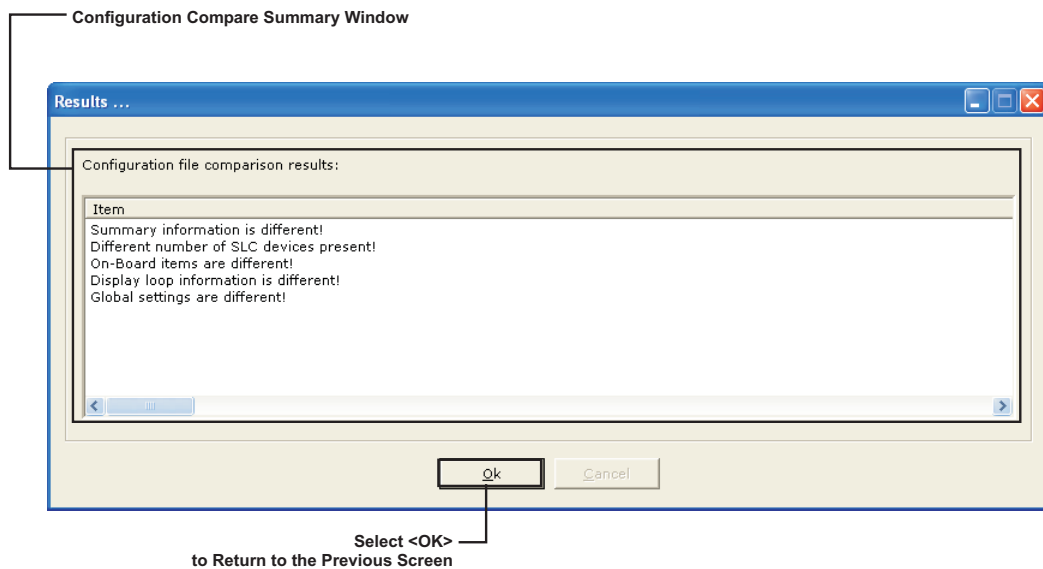 Configuration Compare Summary Window
Results ...
Configuration file comparison results:
Item
Summary information is different!
Different number of SLC devices present!
On-Board items are different!
Display loop information is different!
Global settings are different!
Ok
Cancel
Select <OK>
to Return to the Previous Screen